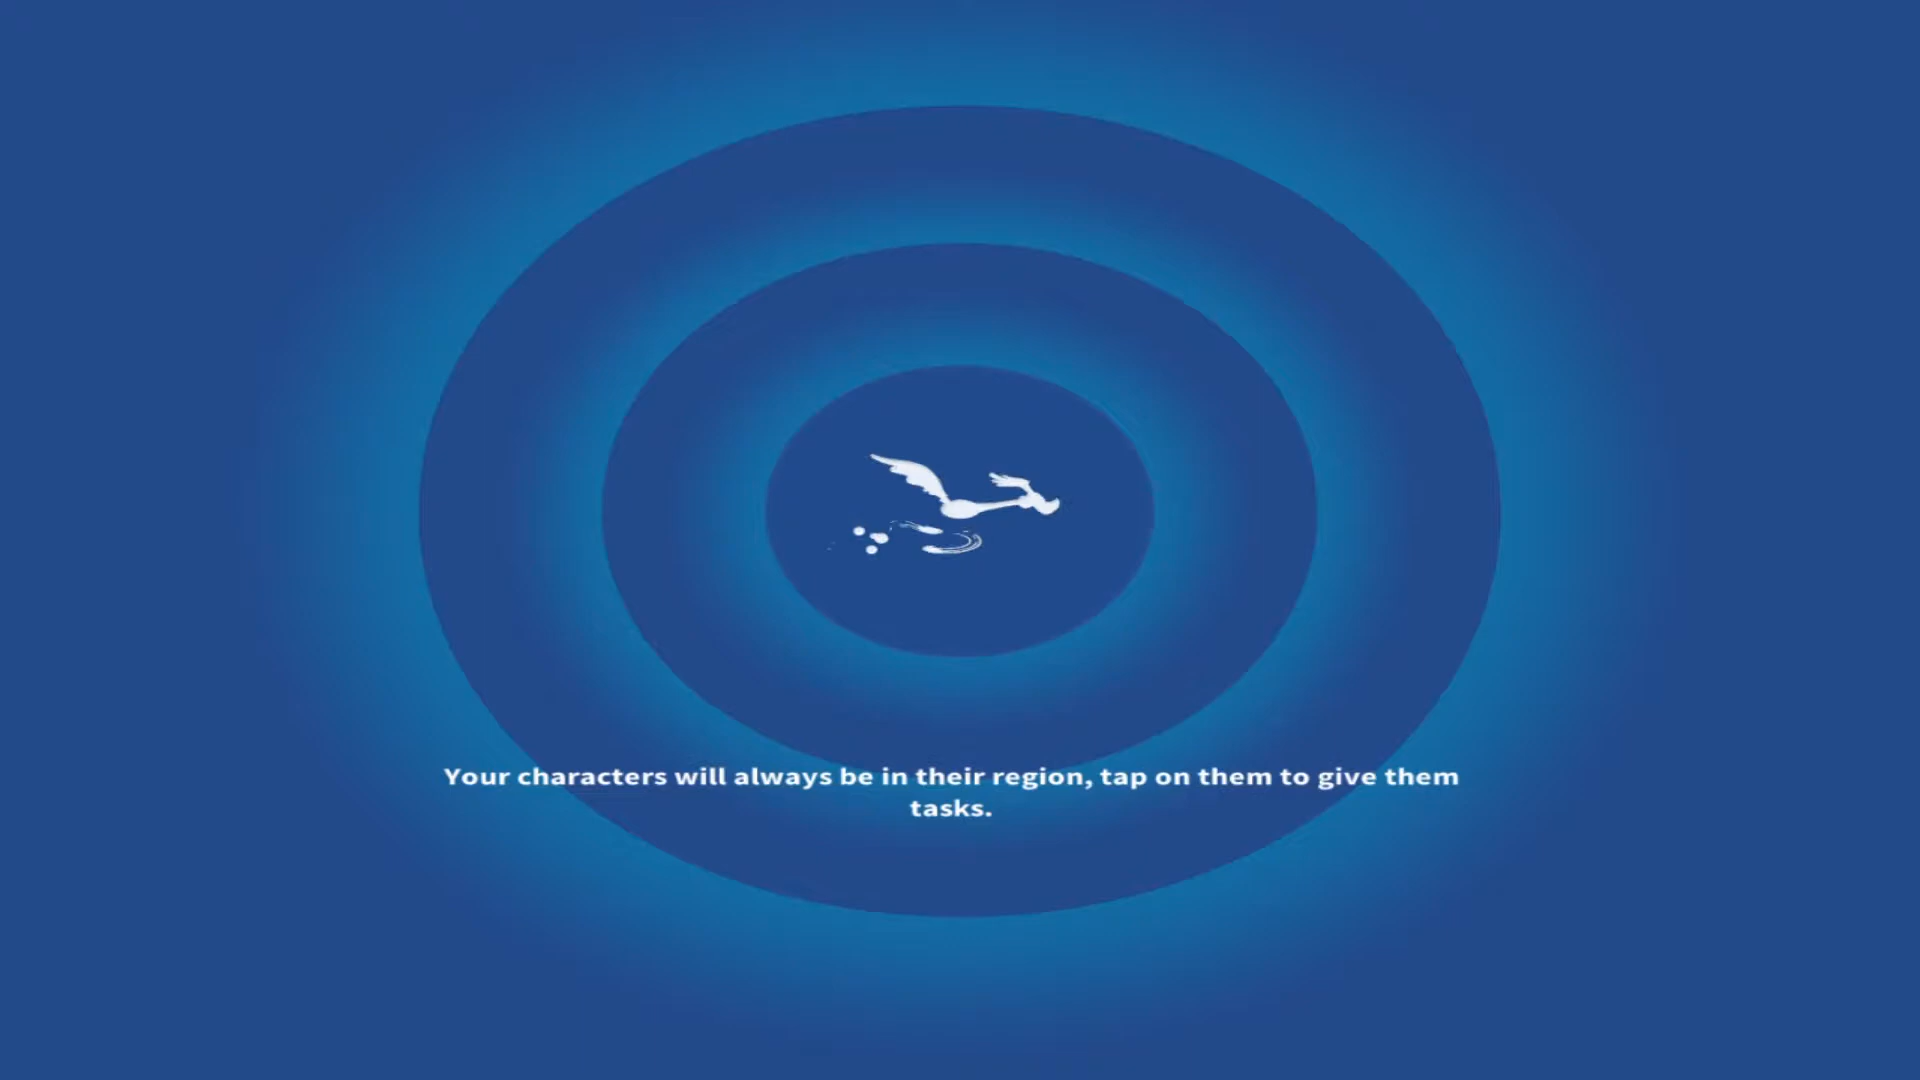 Your characters will always be in their region, tap on them to give them
tasks.